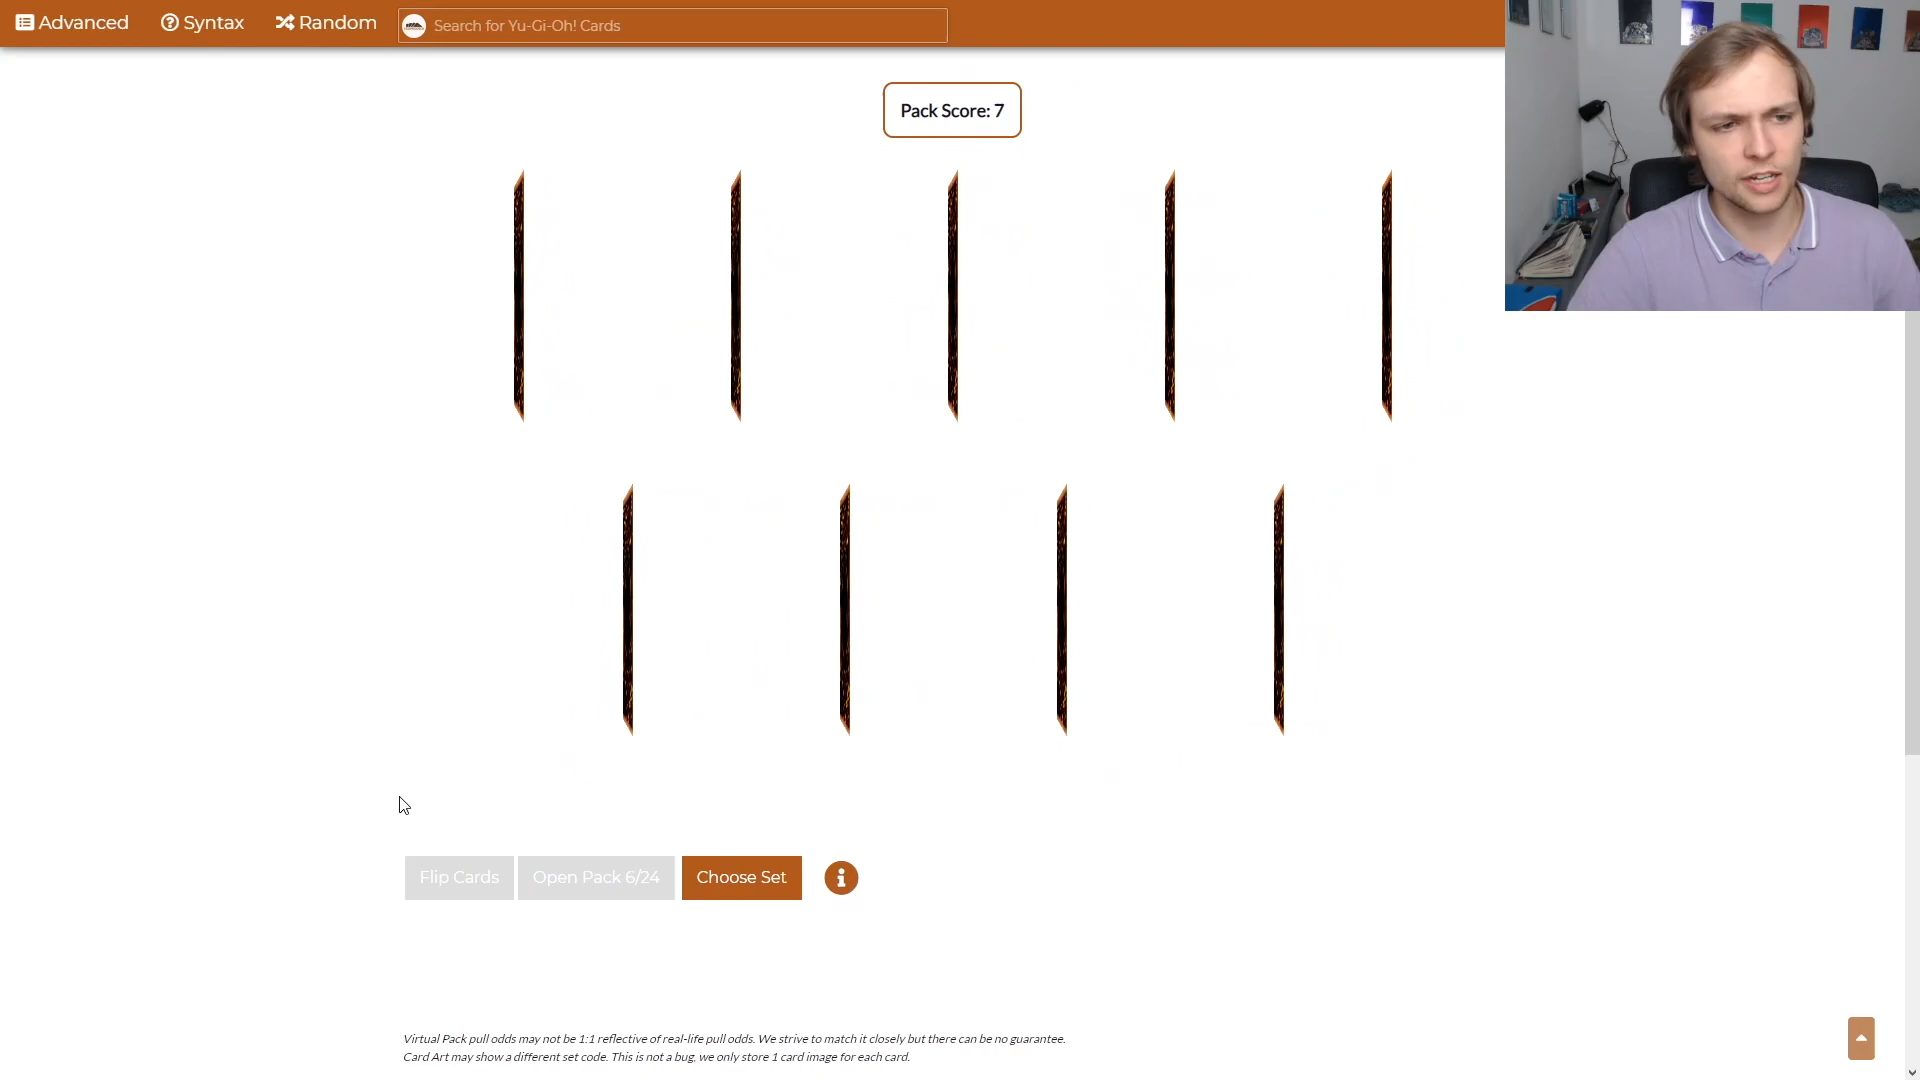 Advanced
Syntax
Random
Search for Yu-Gi-Oh! Cards
Pack Score: 7
Flip Cards
Open Pack 6/24
Choose Set
Virtual Pack pull odds may not be 1:1 reflective of real-life pull odds. We strive to match it closely but there can be no guarantee.
Card Art may show a different set code. This is not a bug, we only store 1 card image for each card.